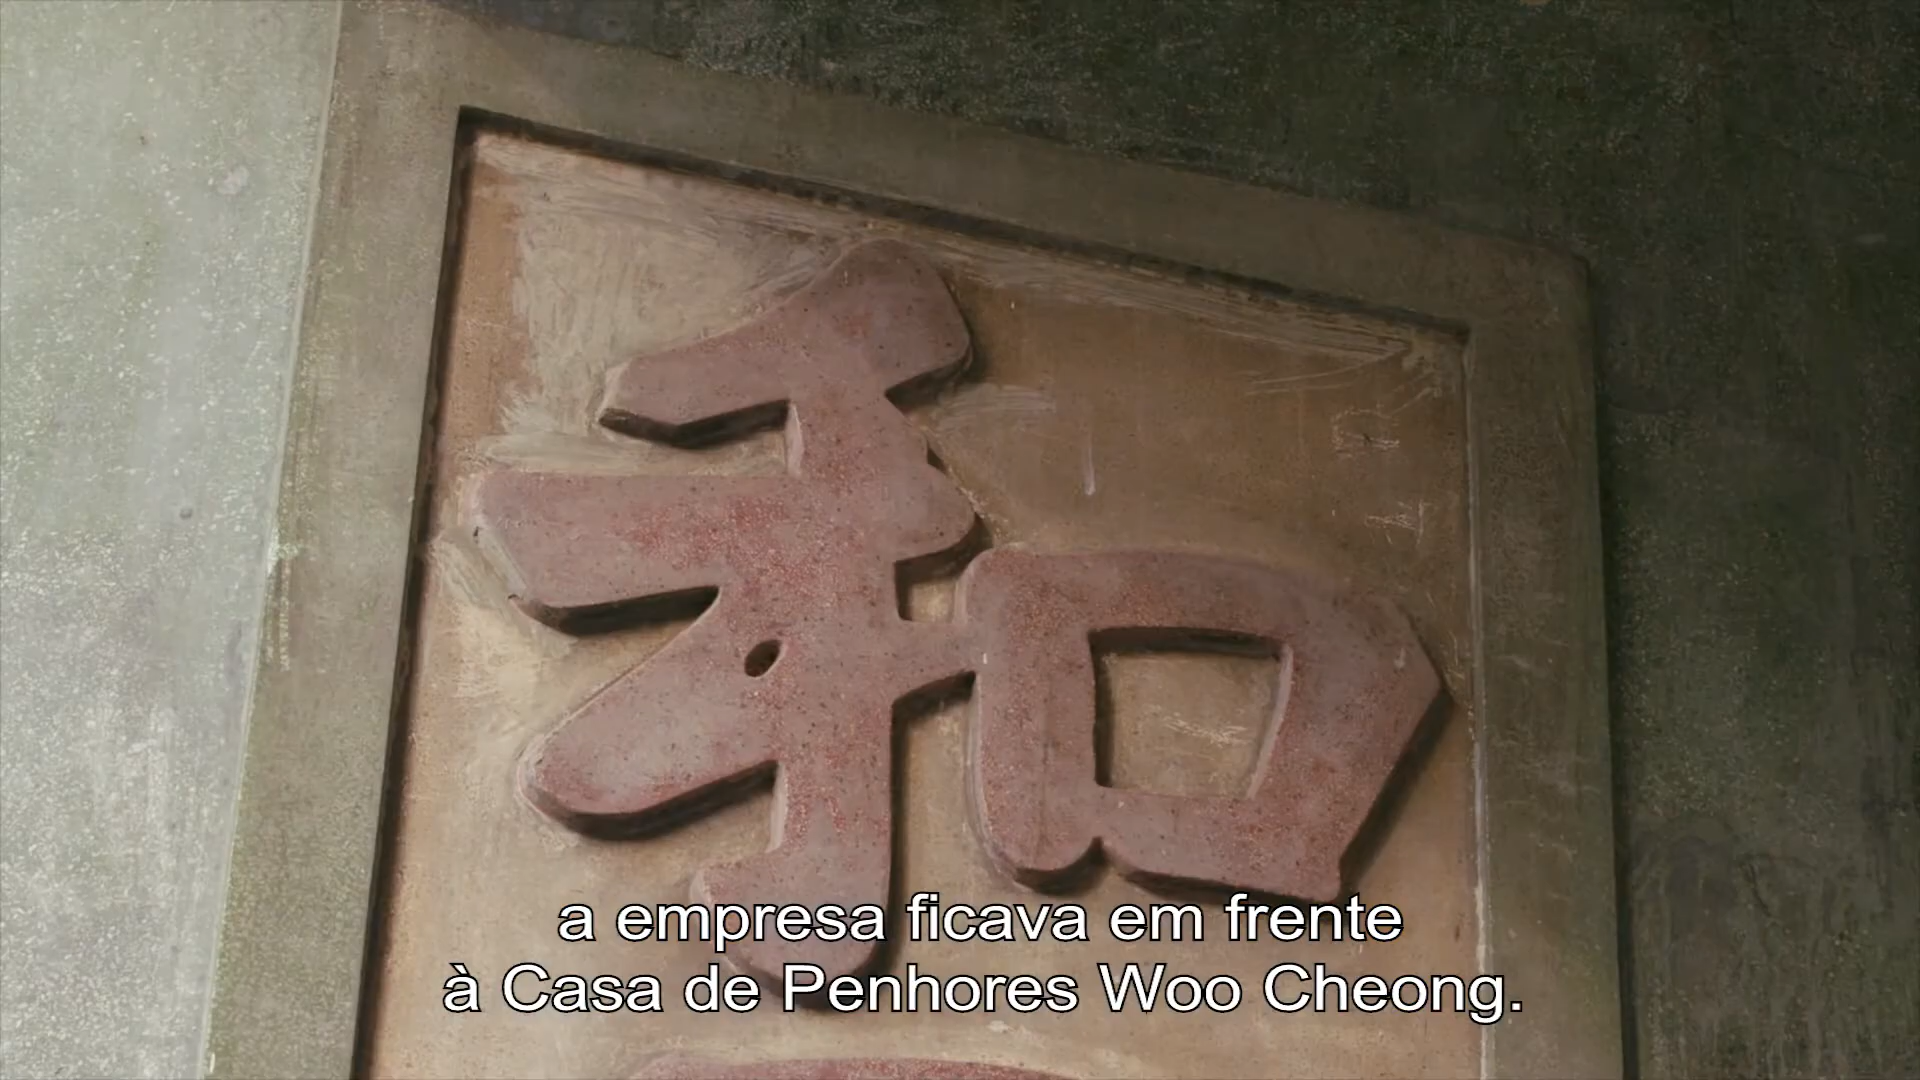 和
a empresa ficava em frente
à Casa de Penhores Woo Cheong.